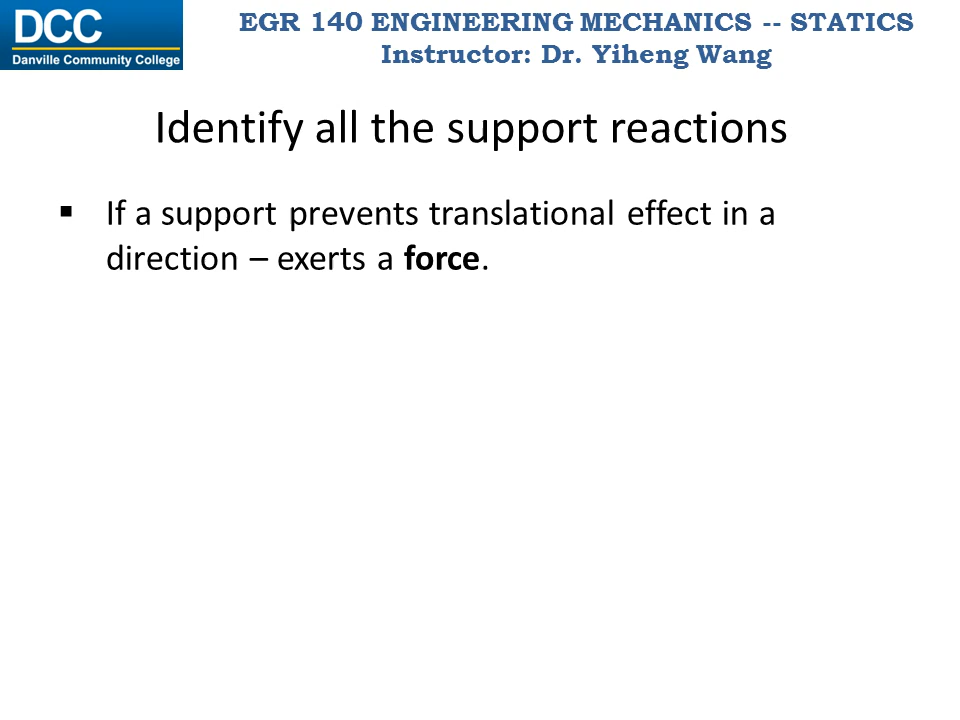 DCC
Danville Community College
EGR 140 ENGINEERING MECHANICS -- STATICS
Instructor: Dr. Yiheng Wang
Identify all the support reactions
▪ If a support prevents translational effect in a
direction – exerts a force.